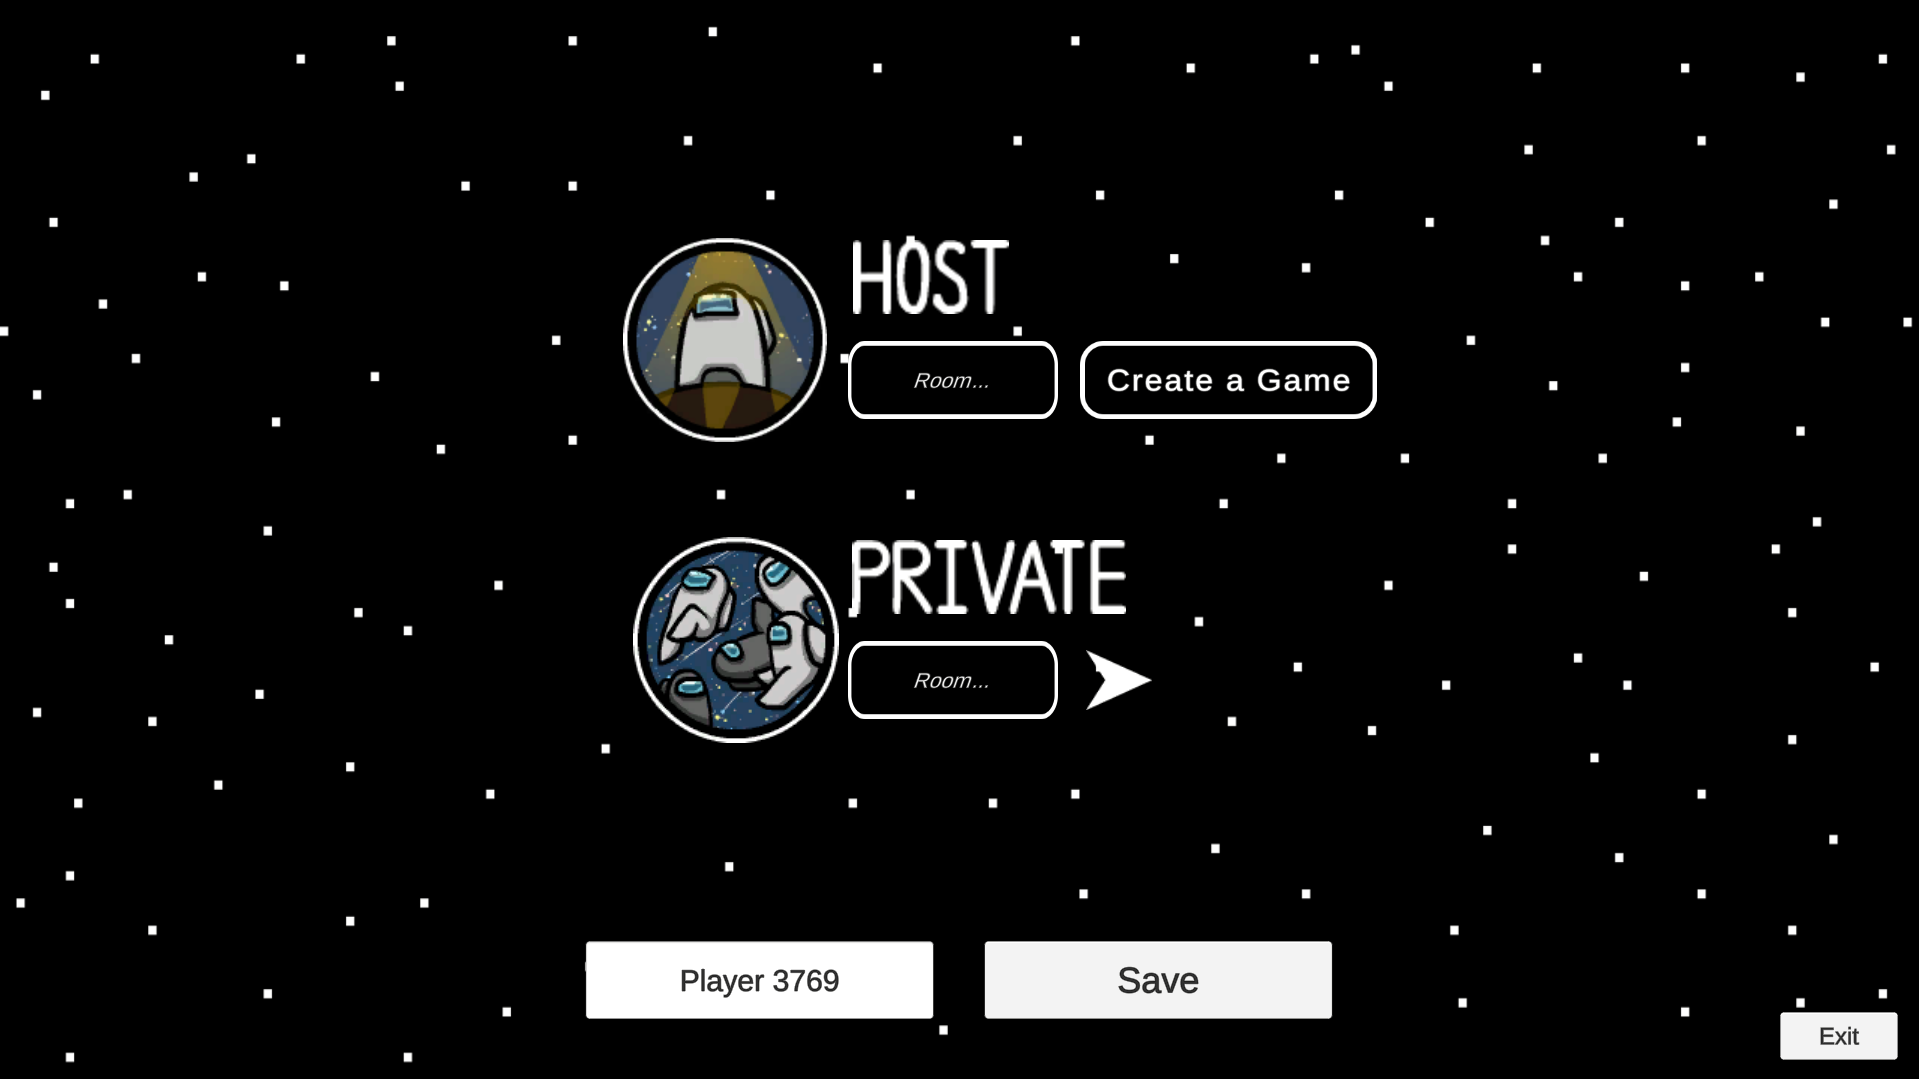 HOST
Room...
Create a Game
PRIVATE
Room...
Player 3769
Save
Exit